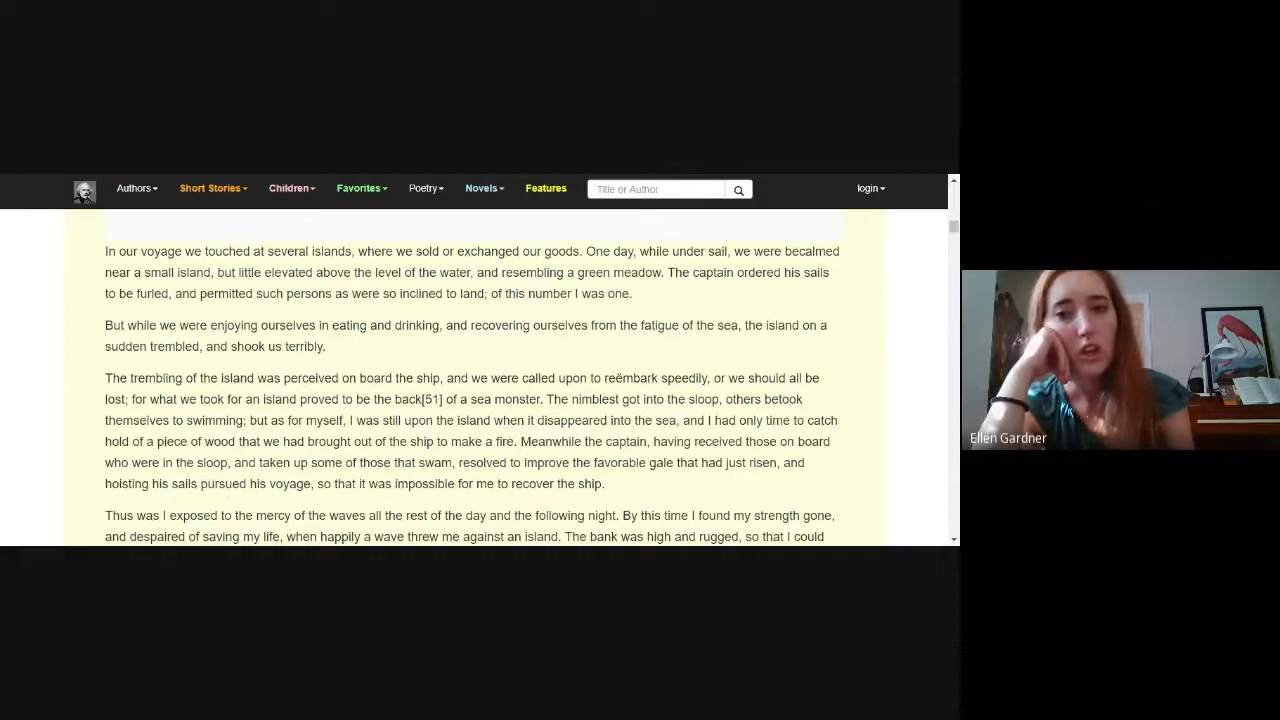 Authors Short Stories Children Favorites Poetry Novels Features Title or Author login
In our voyage we touched at several islands, where we sold or exchanged our goods. One day, while under sail, we were becalmed
near a small island, but little elevated above the level of the water, and resembling a green meadow. The captain ordered his sails
to be furled, and permitted such persons as were so inclined to land; of this number I was one.
But while we were enjoying ourselves in eating and drinking, and recovering ourselves from the fatigue of the sea, the island on a
sudden trembled, and shook us terribly.
The trembling of the island was perceived on board the ship, and we were called upon to reëmbark speedily, or we should all be
lost; for what we took for an island proved to be the back[51] of a sea monster. The nimblest got into the sloop, others betook
themselves to swimming; but as for myself, I was still upon the island when it disappeared into the sea, and I had only time to catch
hold of a piece of wood that we had brought out of the ship to make a fire. Meanwhile the captain, having received those on board
who were in the sloop, and taken up some of those that swam, resolved to improve the favorable gale that had just risen, and
hoisting his sails pursued his voyage, so that it was impossible for me to recover the ship.
Thus was I exposed to the mercy of the waves all the rest of the day and the following night. By this time I found my strength gone,
and despaired of saving my life, when happily a wave threw me against an island. The bank was high and rugged, so that I could
Ellen Gardner